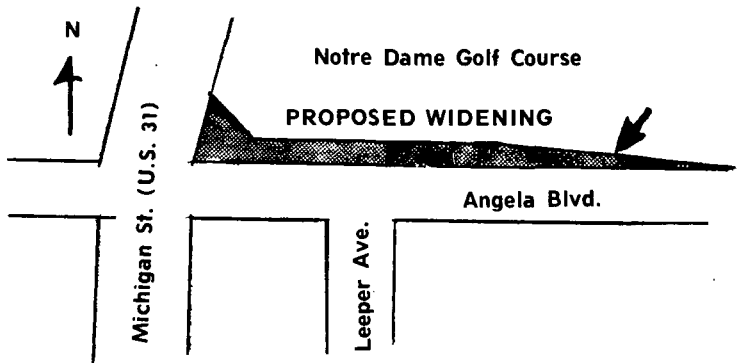 N
Notre Dame Golf Course
PROPOSED WIDENING
Michigan St. (U.S. 31)
Angela Blvd.
Leeper Ave.